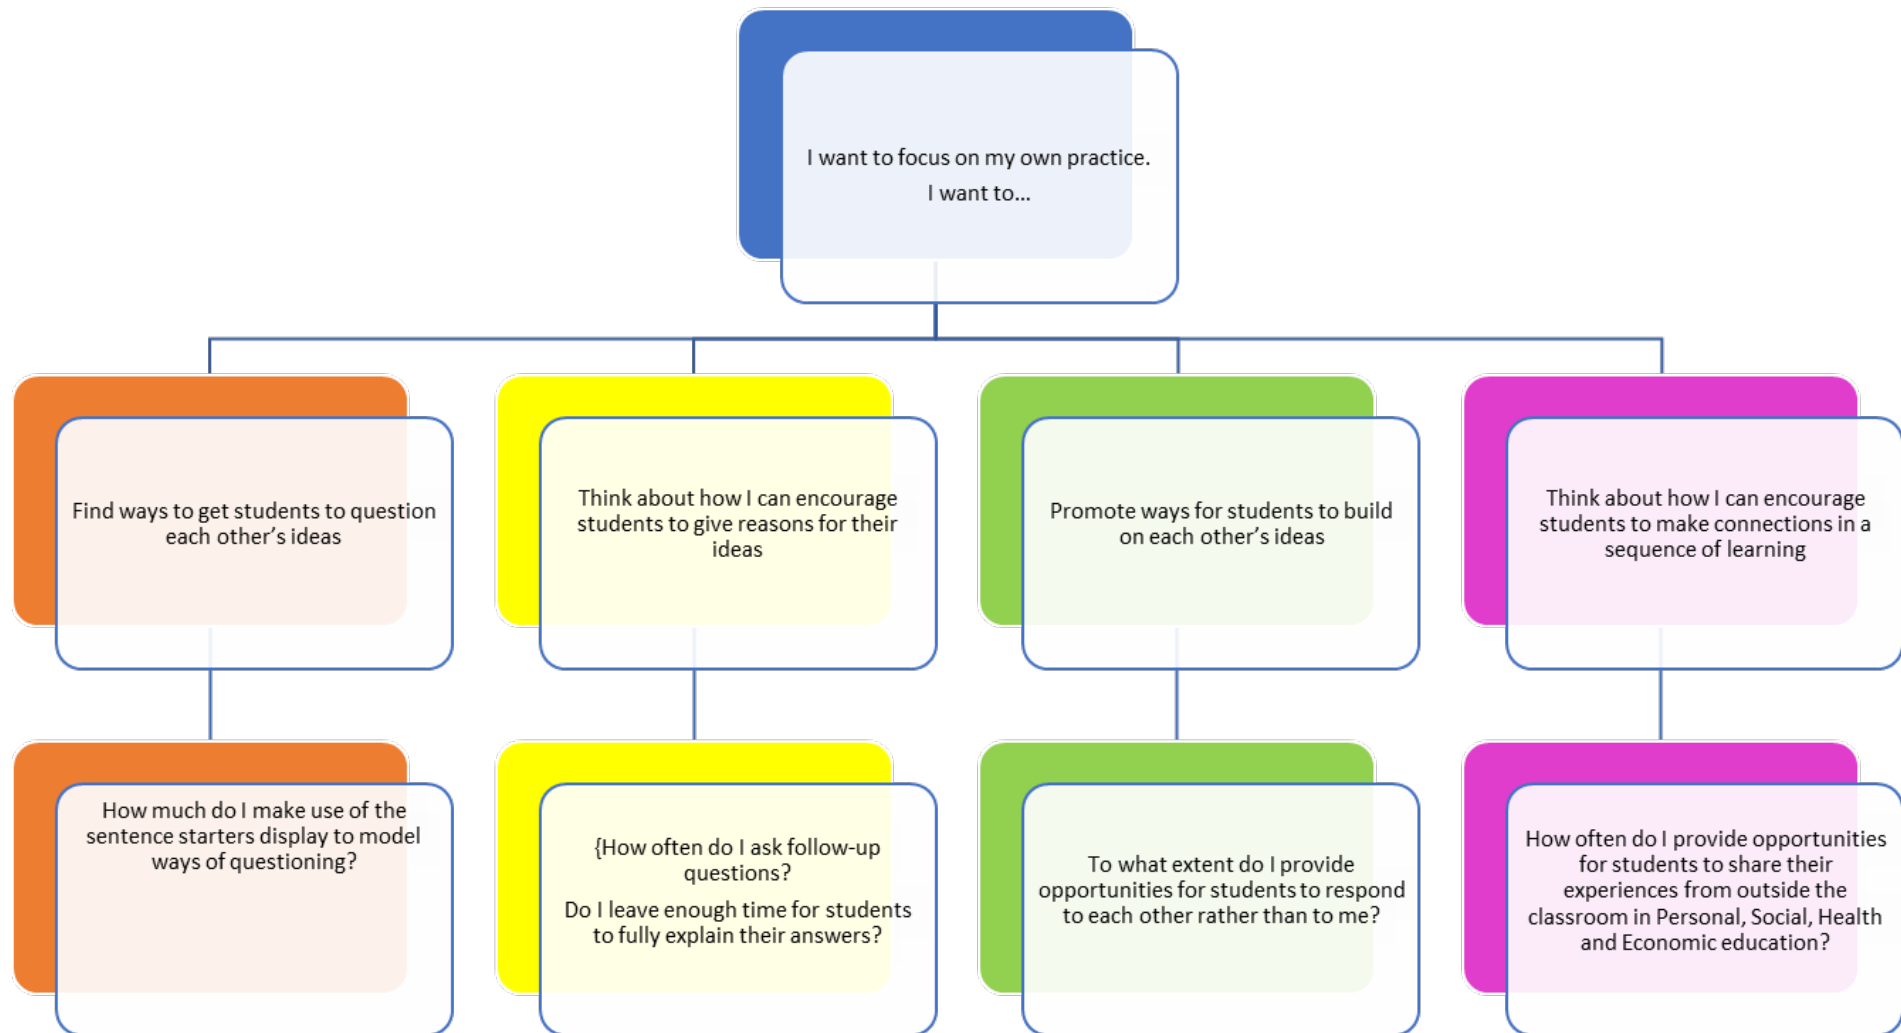 I want to focus on my own practice.
I want to...
Find ways to get students to question
each other's ideas
Think about how I can encourage
students to give reasons for their
ideas
Promote ways for students to build
on each other's ideas
Think about how I can encourage
students to make connections in a
sequence of learning
How much do I make use of the
sentence starters display to model
ways of questioning?
{How often do I ask follow-up
questions?
Do I leave enough time for students
to fully explain their answers?
To what extent do I provide
opportunities for students to respond
to each other rather than to me?
How often do I provide opportunities
for students to share their
experiences from outside the
classroom in Personal, Social, Health
and Economic education?